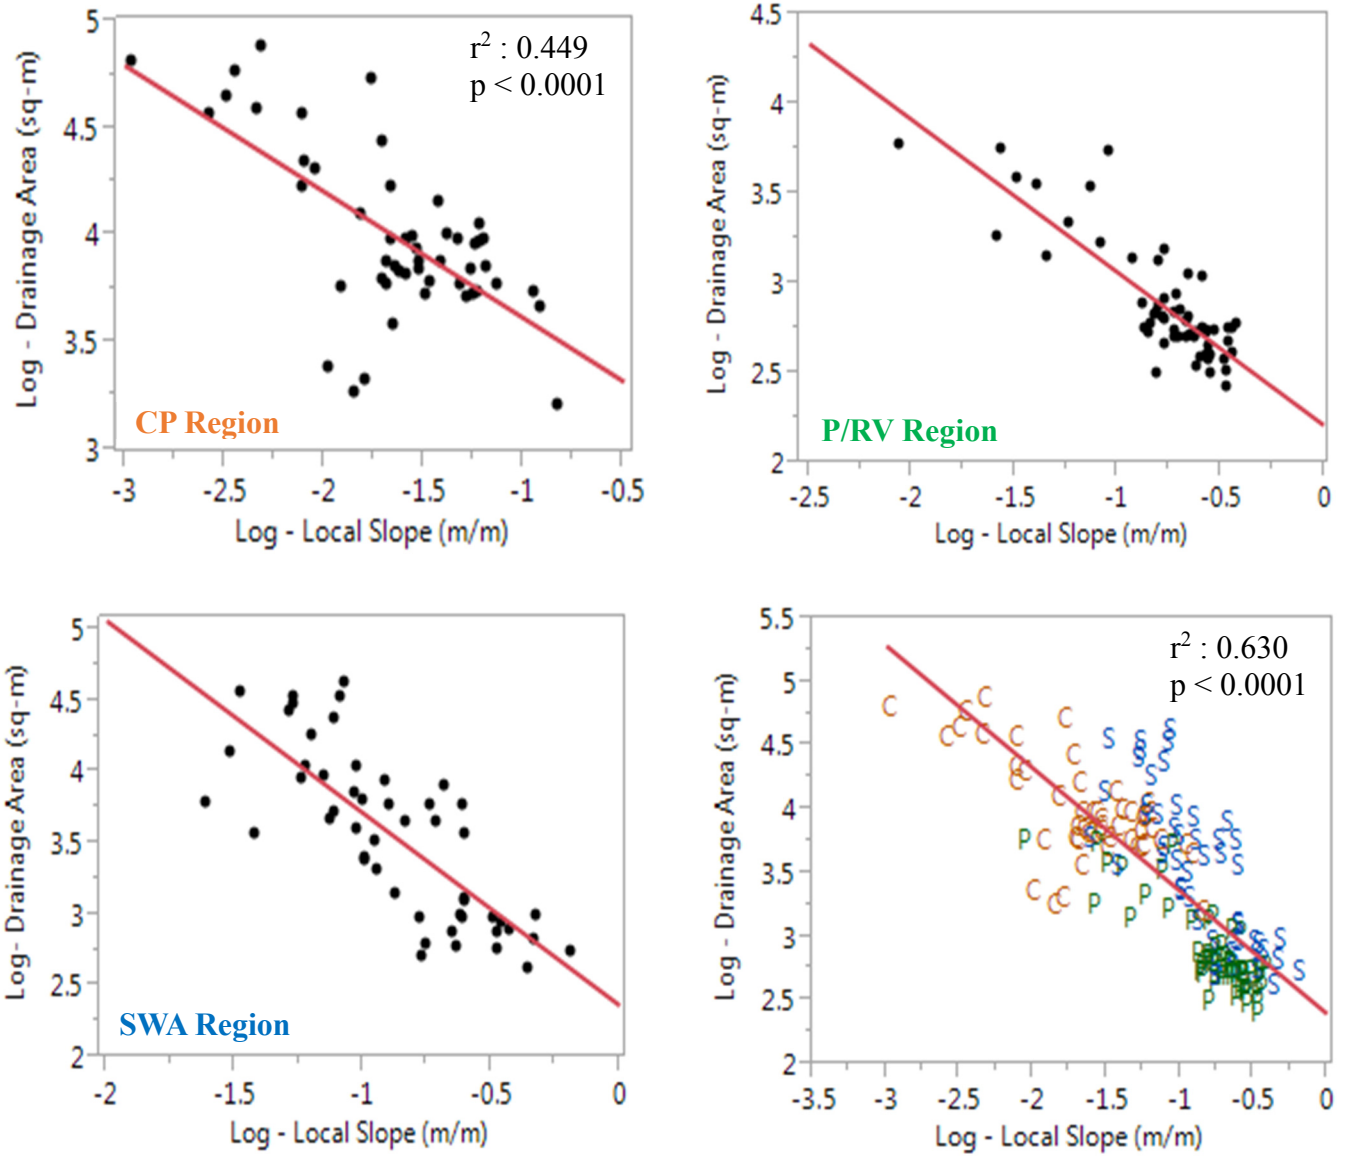 5
4.5
4
3.5
3
Log - Drainage Area (sq-m)
r² : 0.449
p < 0.0001
CP Region
-3 -2.5 -2 -1.5 -1 -0.5
Log - Local Slope (m/m)
4.5
4
3.5
3
2.5
2
Log - Drainage Area (sq-m)
P/RV Region
-2.5 -2 -1.5 -1 -0.5 0
Log - Local Slope (m/m)
5
4.5
4
3.5
3
2.5
2
Log- Drainage Area (sq-m)
SWA Region
-2 -1.5 -1 -0.5 0
Log - Local Slope (m/m)
5.5
5
4.5
4
3.5
3
2.5
2
Log - Drainage Area (sq-m)
r² : 0.630
p < 0.0001
-3.5 -3 -2.5 -2 -1.5 -1 -0.5 0
Log - Local Slope (m/m)